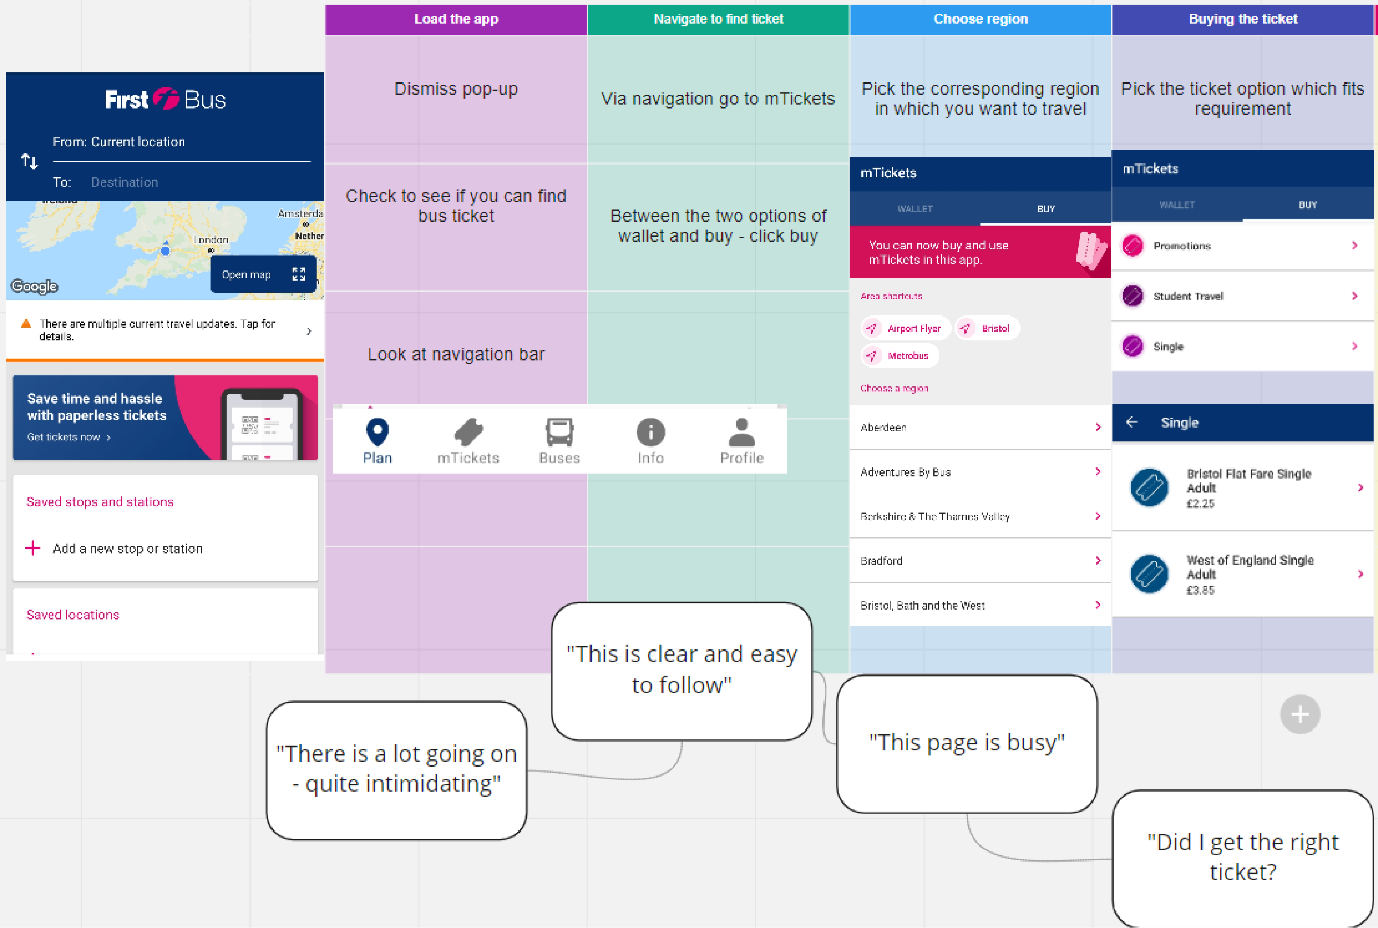 Load the app
Navigate to find ticket
Choose region
Buying the ticket
First Bus
From: Current location
To: Destination
Ireland
Amsterda
London
Nether
Open map
Google
There are multiple current travel updates. Tap for
details.
Save time and hassle
with paperless tickets
Get tickets now
Saved stops and stations
Add a new stop or station
Saved locations
Dismiss pop-up
Check to see if you can find
bus ticket
Look at navigation bar
Plan
mTickets
Buses
Info
Profile
Via navigation go to mTickets
Between the two options of
wallet and buy - click buy
Pick the corresponding region
in which you want to travel
mTickets
WALLET
BUY
You can now buy and use
mTickets in this app.
Area shortcuts
Airport Flyer
Bristol
Metrobus
Choose a region
Aberdeen
Adventures By Bus
Berkshire & The Thames Valley
Bradford
Bristol, Bath and the West
Pick the ticket option which fits
requirement
mTickets
WALLET
BUY
Promotions
Student Travel
Single
Single
Bristol Flat Fare Single
Adult
£2.25
West of England Single
Adult
£3.85
"There is a lot going on
- quite intimidating"
"This is clear and easy
to follow"
"This page is busy"
"Did I get the right
ticket?